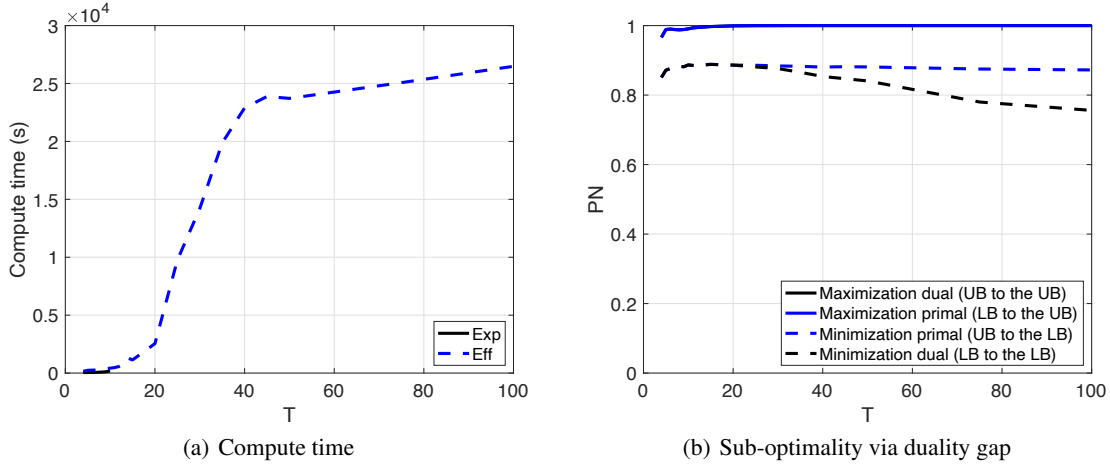 ×10⁴
3
2.5
2
1.5
1
0.5
0
0 20 40 60 80 100
Compute time (s)
T
Exp
Eff
(a) Compute time
1
0.8
0.6
0.4
0.2
0
0 20 40 60 80 100
PN
T
Maximization dual (UB to the UB)
Maximization primal (LB to the UB)
Minimization primal (UB to the LB)
Minimization dual (LB to the LB)
(b) Sub-optimality via duality gap